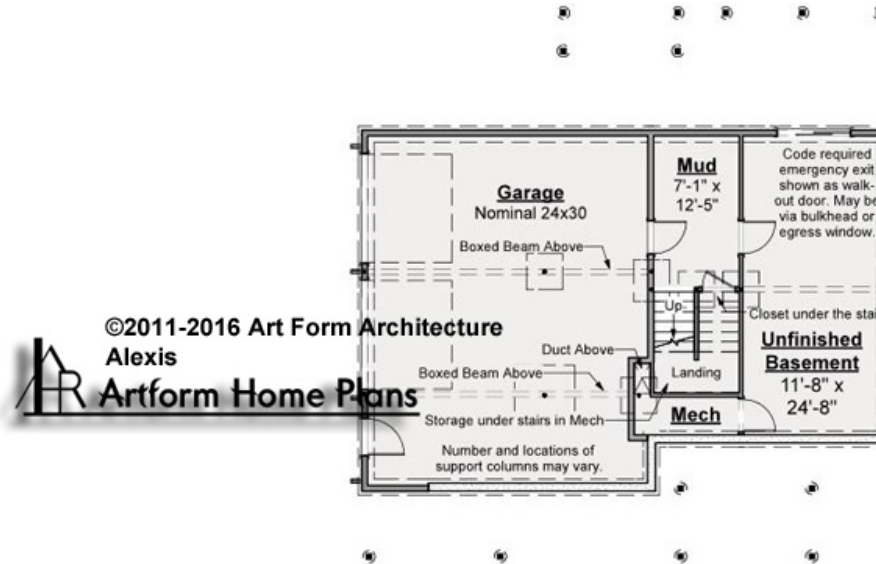 Garage
Nominal 24x30
Mud
7'-1" x
12'-5"
Code required
emergency exit
shown as walk-
out door. May be
via bulkhead or
egress window.
Boxed Beam Above
Up
Closet under the stai
©2011-2016 Art Form Architecture
Alexis
Artform Home Plans
Duct Above
Unfinished
Basement
11'-8" x
24'-8"
Boxed Beam Above
Landing
Storage under stairs in Mech
Mech
Number and locations of
support columns may vary.